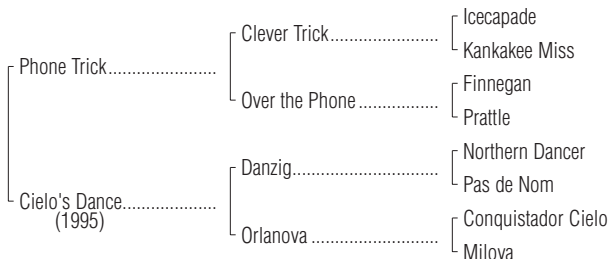 Icecapade
Clever Trick..................
Kankakee Miss
Phone Trick..................
Finnegan
Over the Phone ................
Prattle
Northern Dancer
Danzig........................
Pas de Nom
Cielo's Dance................
(1995)
Conquistador Cielo
Orlanova .....................
Milova